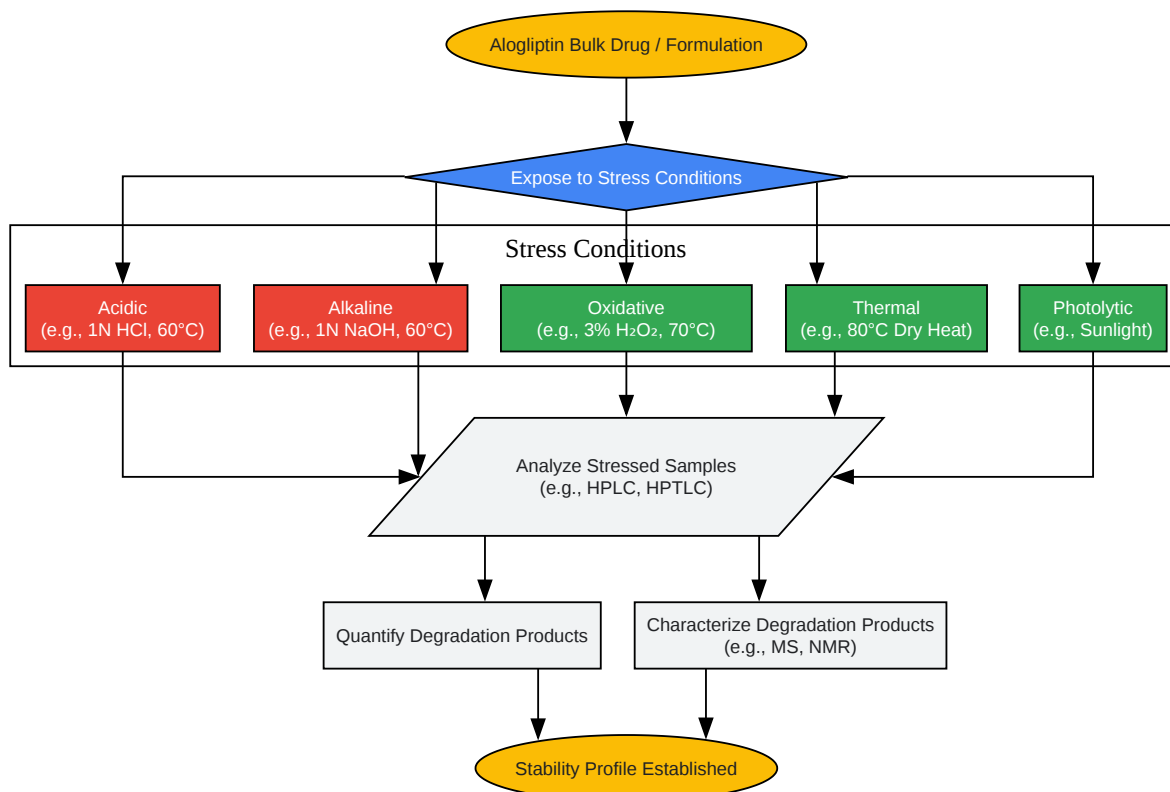 Alogliptin Bulk Drug / Formulation
Expose to Stress Conditions
Stress Conditions
Acidic
(e.g., 1N HCl, 60°C)
Alkaline
(e.g., 1N NaOH, 60°C)
Oxidative
(e.g., 3% H₂O₂, 70°C)
Thermal
(e.g., 80°C Dry Heat)
Photolytic
(e.g., Sunlight)
Analyze Stressed Samples
(e.g., HPLC, HPTLC)
Quantify Degradation Products
Characterize Degradation Products
(e.g., MS, NMR)
Stability Profile Established